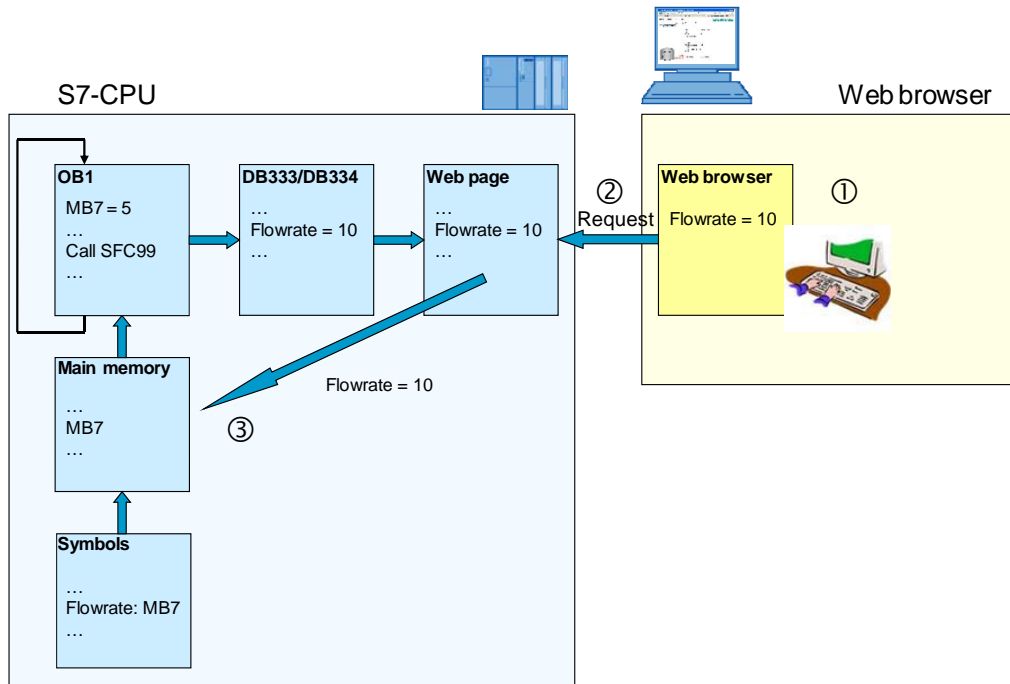 S7-CPU
Web browser
OB1
MB7 = 5
…
Call SFC99
…
DB333/DB334
…
Flowrate = 10
…
Web page
…
Flowrate = 10
…
②
Request
Web browser
Flowrate = 10
①
Main memory
…
MB7
…
Flowrate = 10
③
Symbols
…
Flowrate: MB7
…